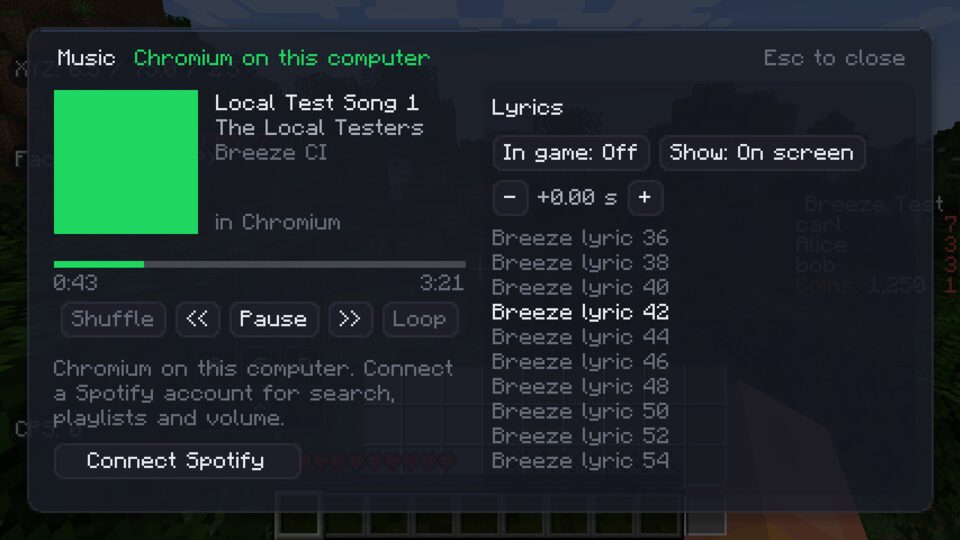 Music Chromium on this computer
Esc to close
Local Test Song 1
The Local Testers
Breeze CI
in Chromium
0:43
3:21
Shuffle << Pause >> Loop
Chromium on this computer. Connect
a Spotify account for search,
playlists and volume.
Connect Spotify
Lyrics
In game: Off
Show: On screen
- +0.00 s +
Breeze lyric 36
Breeze lyric 38
Breeze lyric 40
Breeze lyric 42
Breeze lyric 44
Breeze lyric 46
Breeze lyric 48
Breeze lyric 50
Breeze lyric 52
Breeze lyric 54
Breeze Test
carl 7
Alice 3
bob 3
Coins: 1,250 1